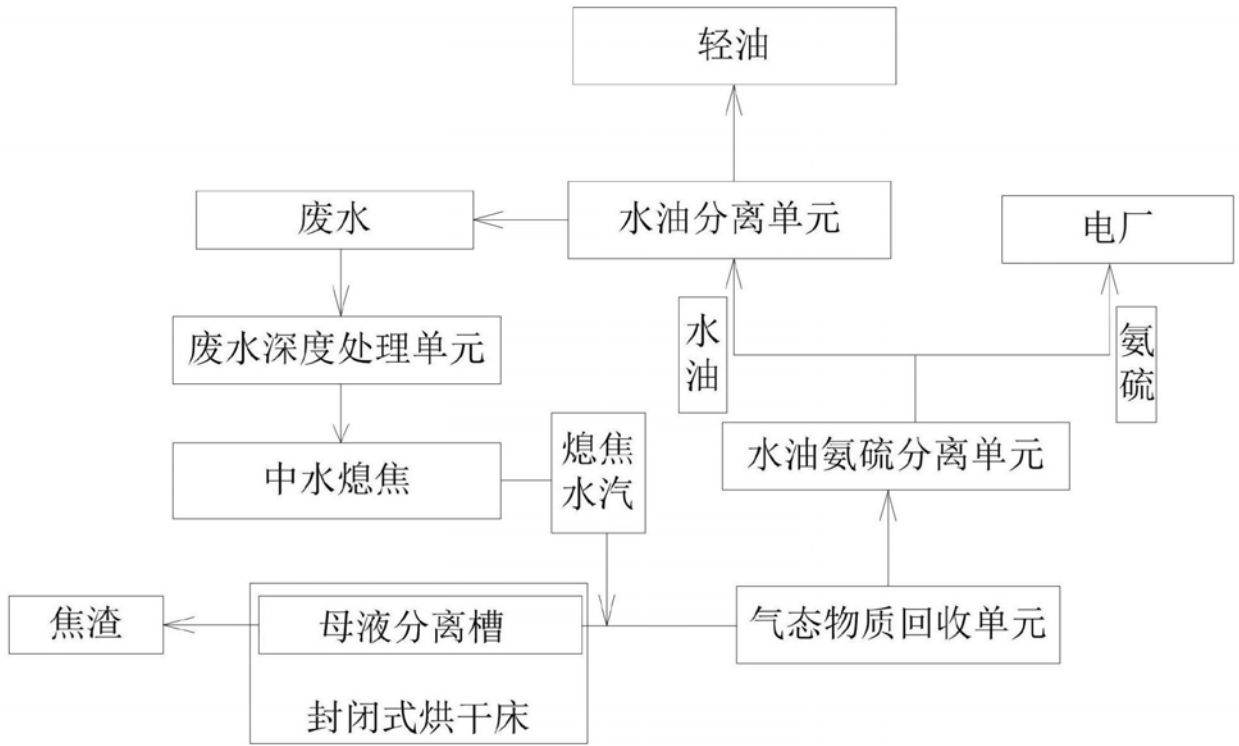 轻油
废水
水油分离单元
电厂
水
油
氨
硫
废水深度处理单元
熄焦
水汽
水油氨硫分离单元
中水熄焦
焦渣
母液分离槽
气态物质回收单元
封闭式烘干床